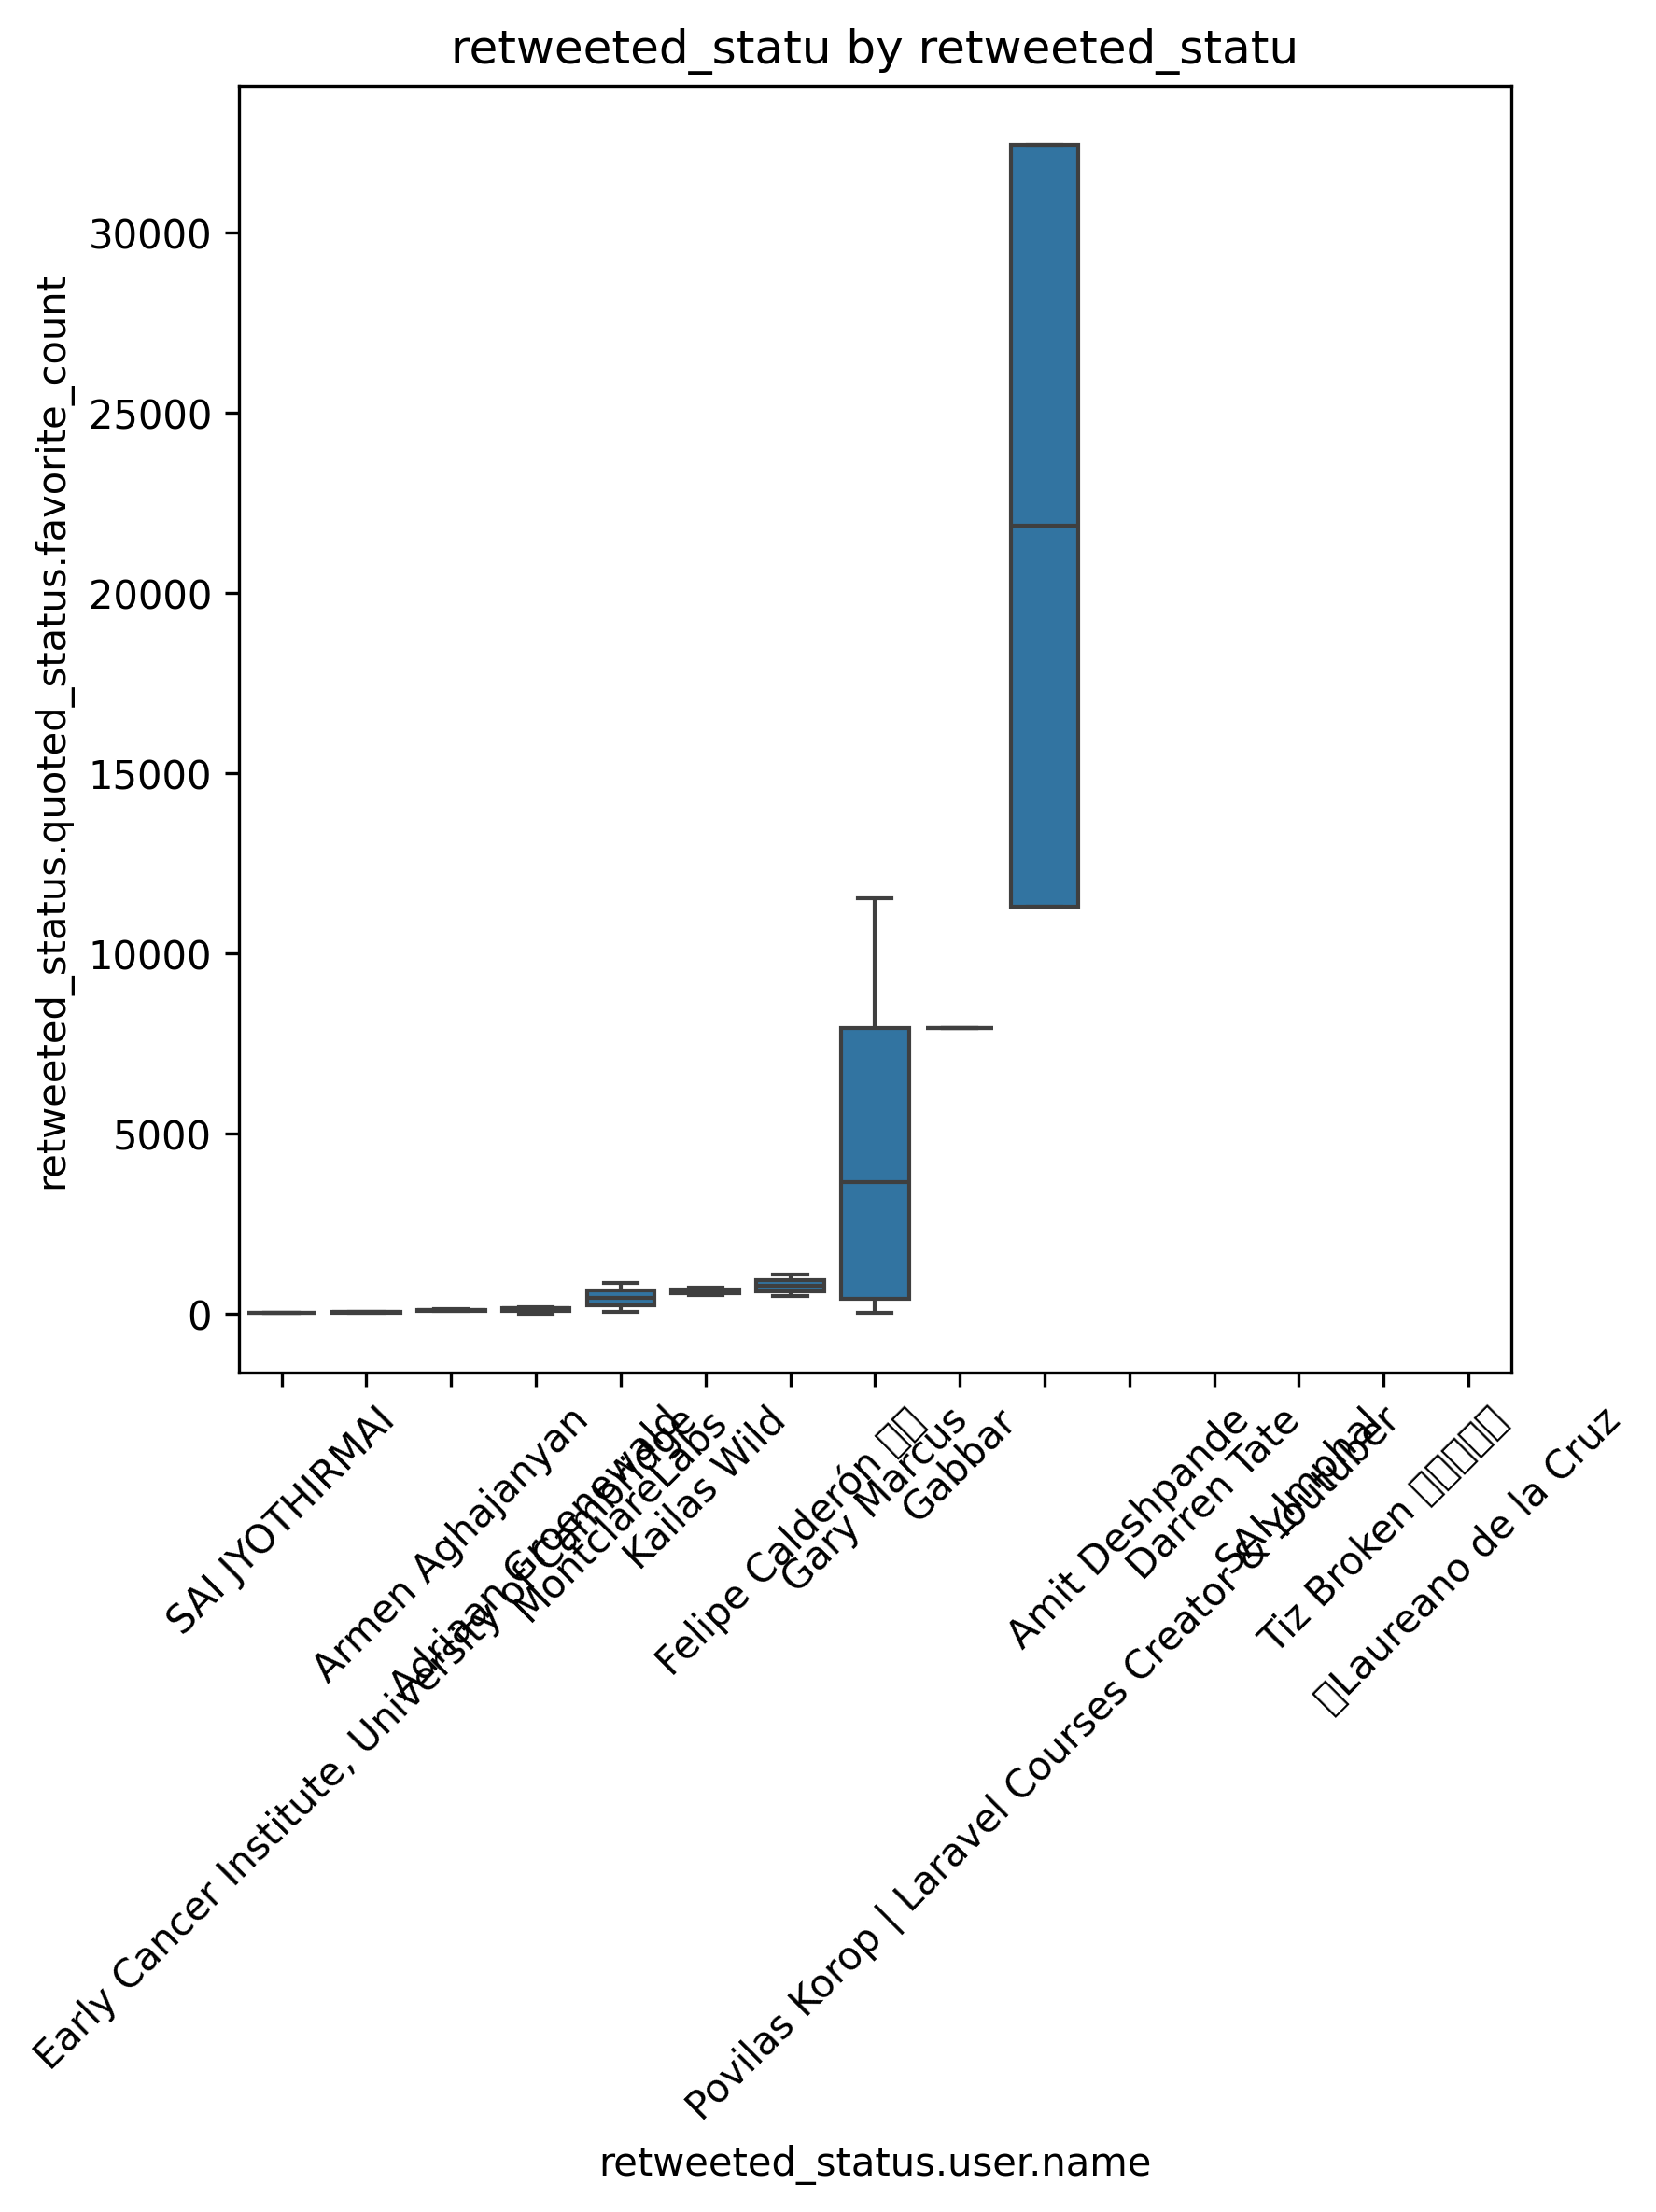 retweeted_statu by retweeted_statu
retweeted_status.quoted_status.favorite_count
30000
25000
20000
15000
10000
5000
0
SAI JYOTHIRMAI
Armen Aghajanyan
Early Cancer Institute, University of Cambridge
Adriaan Groenewald
MontclareLabs
Kailas Wild
Felipe Calderón
Gary Marcus
Gabbar
Amit Deshpande
Darren Tate
Povilas Korop | Laravel Courses Creator & Youtuber
Tiz Broken
Laureano de la Cruz
retweeted_status.user.name